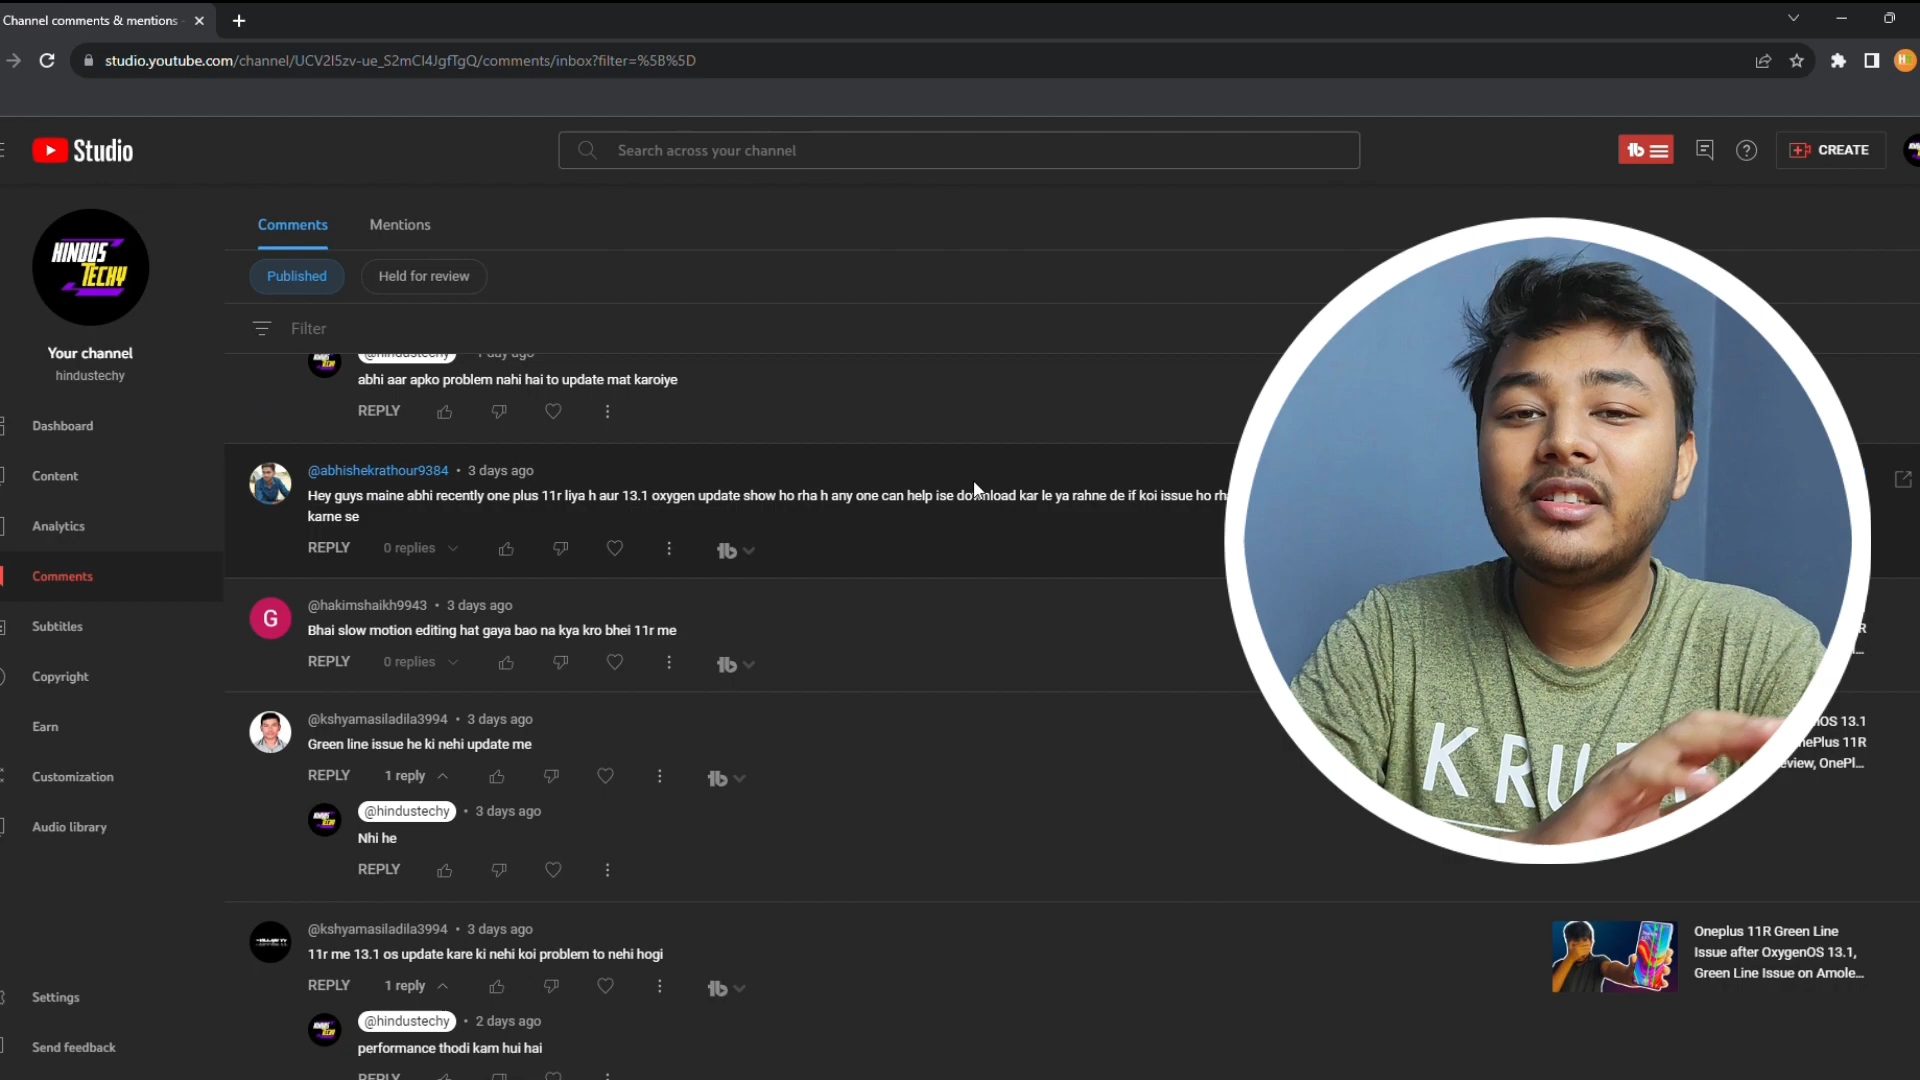 Channel comments & mentions
studio.youtube.com/channel/UCV2I5zv-ue_S2mCI4JgfTgQ/comments/inbox?filter=%5B%5D
Studio
Search across your channel
CREATE
HINDUS
TECHY
Your channel
hindustechy
Dashboard
Content
Analytics
Comments
Subtitles
Copyright
Earn
Customization
Audio library
Settings
Send feedback
Comments
Mentions
Published
Held for review
Filter
@hindustechy • 1 day ago
abhi aar apko problem nahi hai to update mat karoiye
REPLY
@abhishekrathour9384 • 3 days ago
Hey guys maine abhi recently one plus 11r liya h aur 13.1 oxygen update show ho rha h any one can help ise download kar le ya rahne de if koi issue ho
karne se
REPLY 0 replies
G
@hakimshaikh9943 • 3 days ago
Bhai slow motion editing hat gaya bao na kya kro bhei 11r me
REPLY 0 replies
@kshyamasiladila3994 • 3 days ago
Green line issue he ki nehi update me
REPLY 1 reply
@hindustechy • 3 days ago
Nhi he
REPLY
@kshyamasiladila3994 • 3 days ago
11r me 13.1 os update kare ki nehi koi problem to nehi hogi
REPLY 1 reply
@hindustechy • 2 days ago
performance thodi kam hui hai
REPLY
13.1
11R
Oneplus 11R Green Line
Issue after OxygenOS 13.1,
Green Line Issue on Amole...